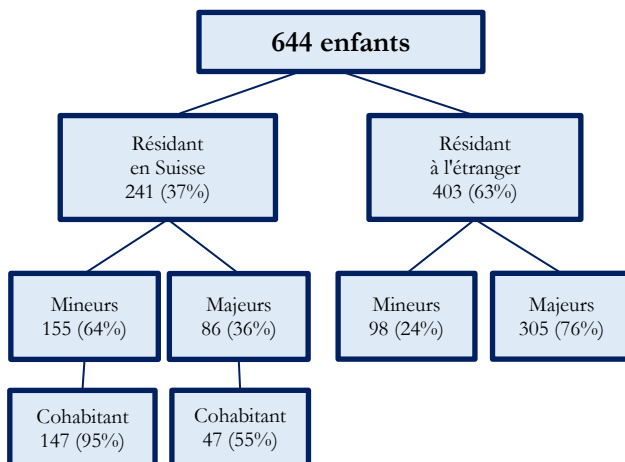 644 enfants
Résidant
en Suisse
241 (37%)
Résidant
à l'étranger
403 (63%)
Mineurs
155 (64%)
Majeurs
86 (36%)
Mineurs
98 (24%)
Majeurs
305 (76%)
Cohabitant
147 (95%)
Cohabitant
47 (55%)